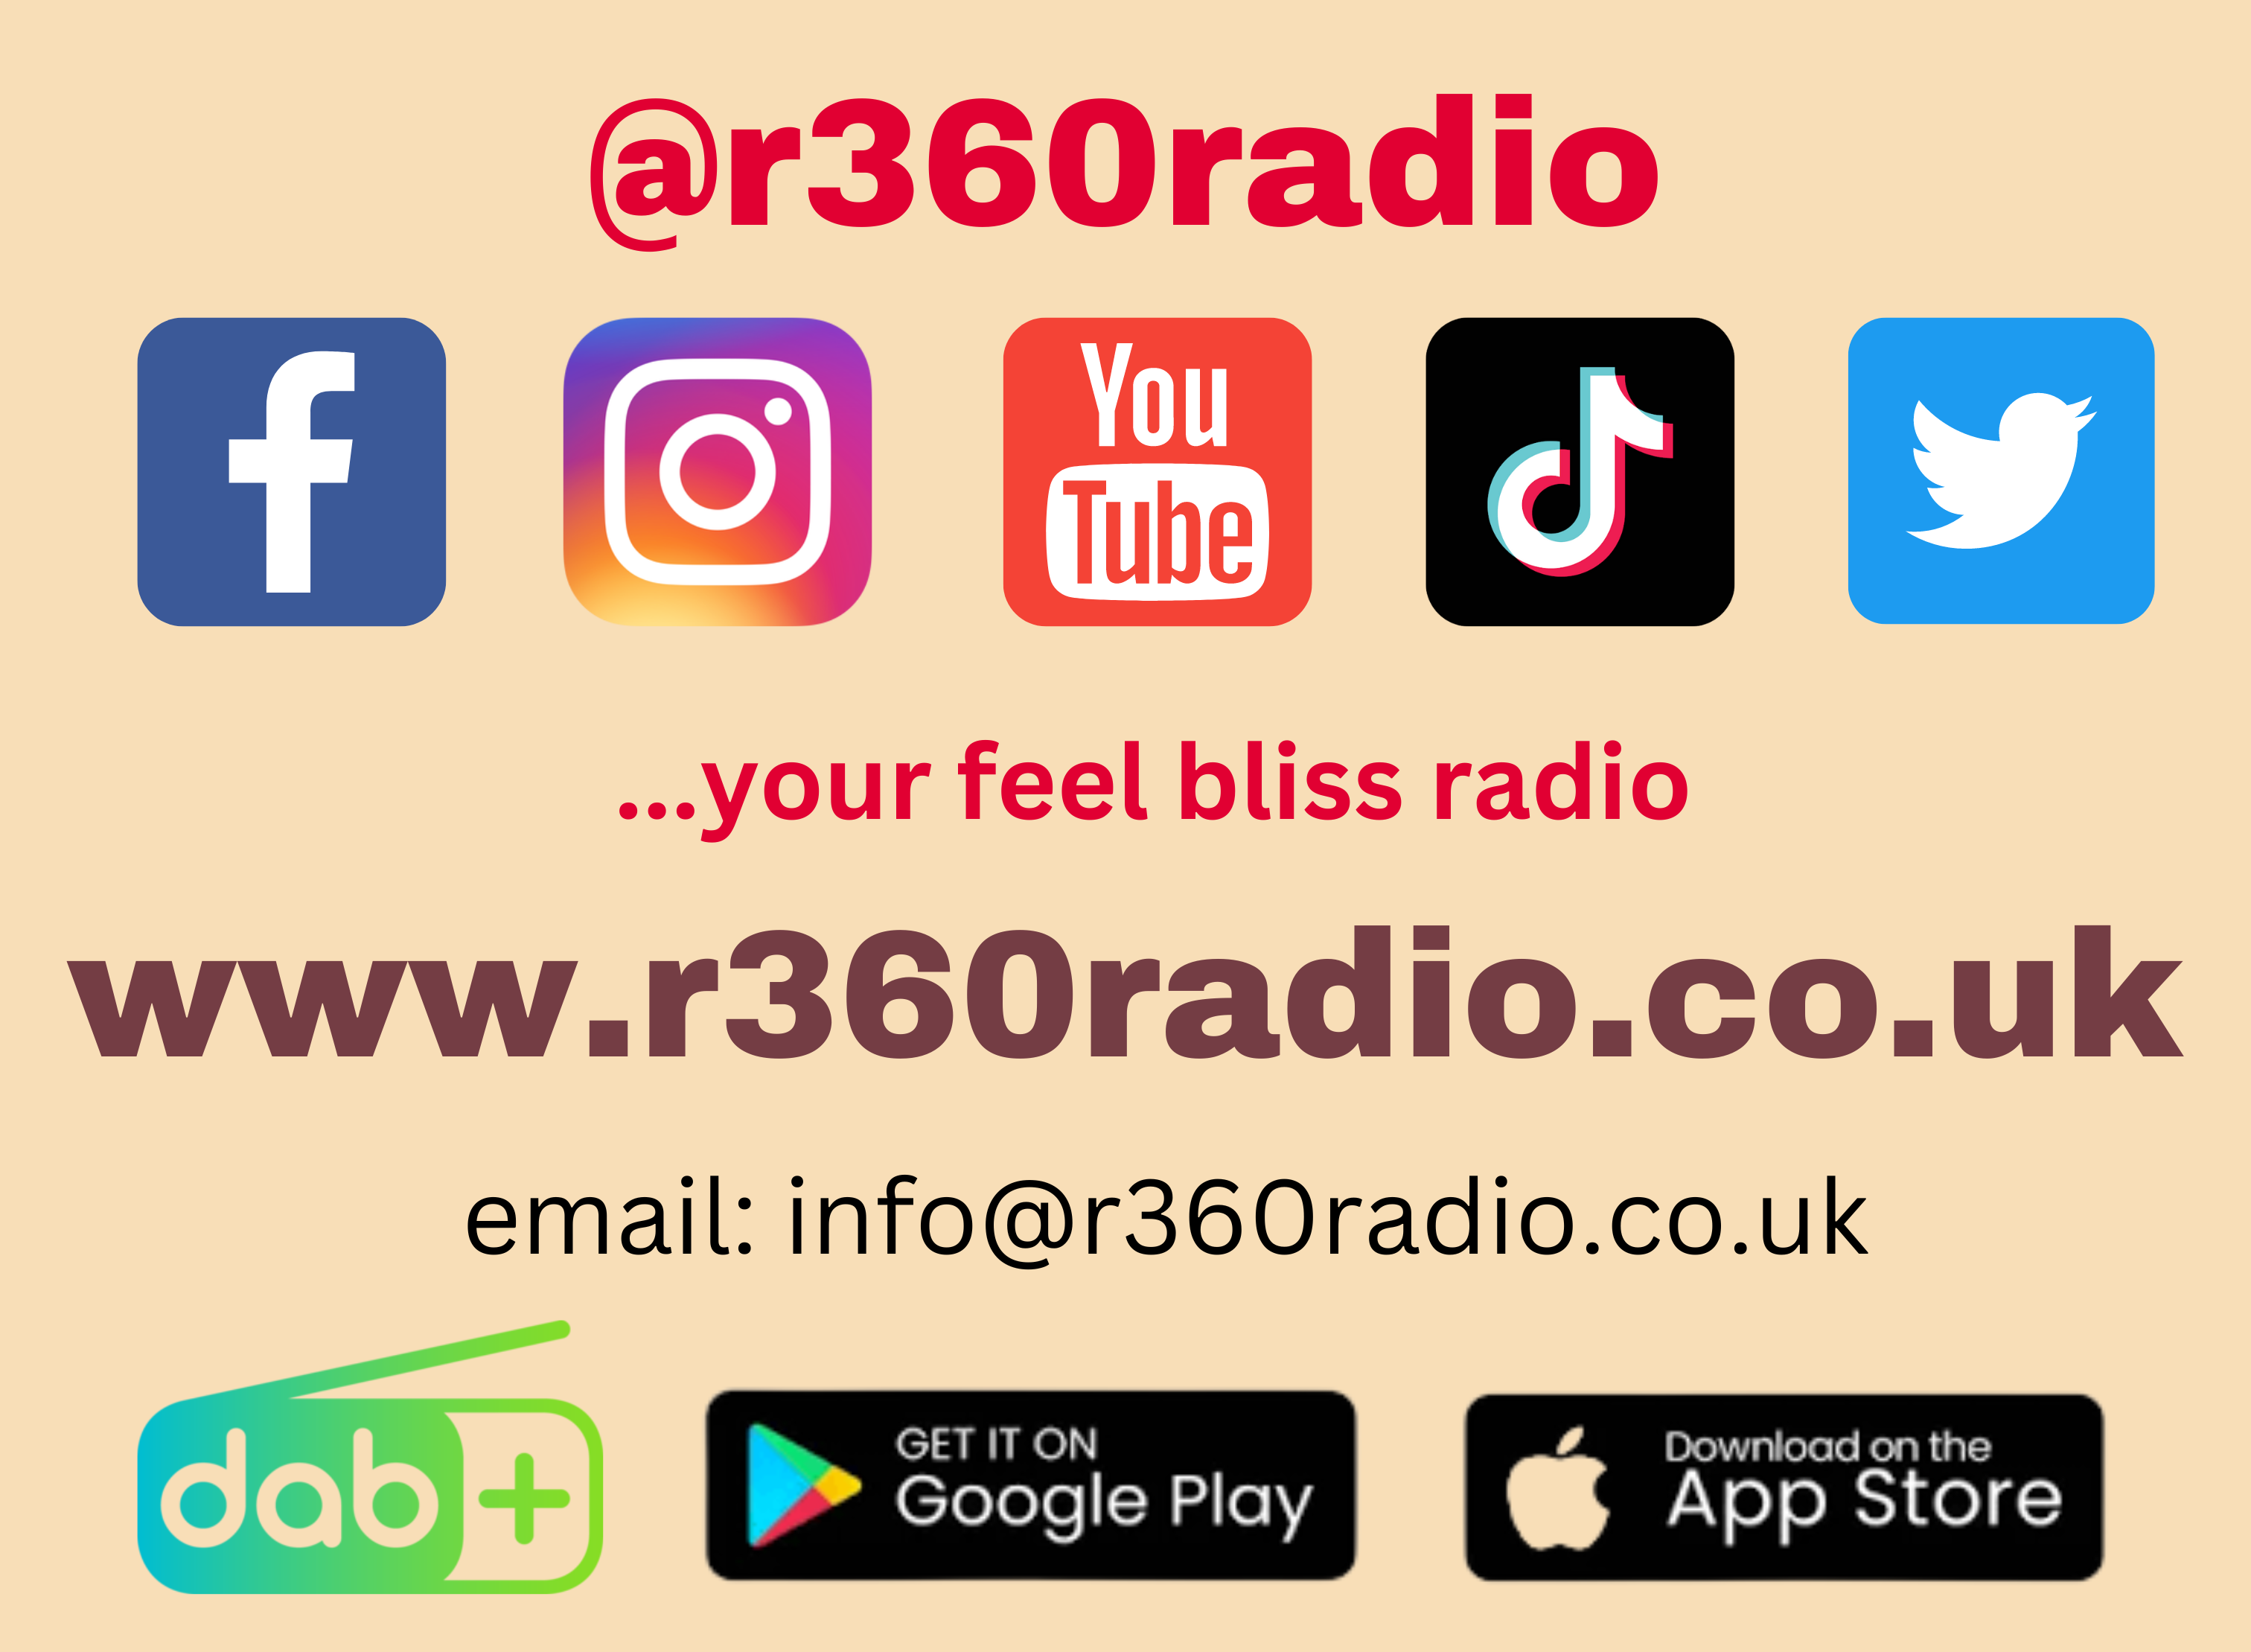 @r360radio
You
Tube
...your feel bliss radio
www.r360radio.co.uk
email: info@r360radio.co.uk
dab+
GET IT ON
Google Play
Download on the
App Store